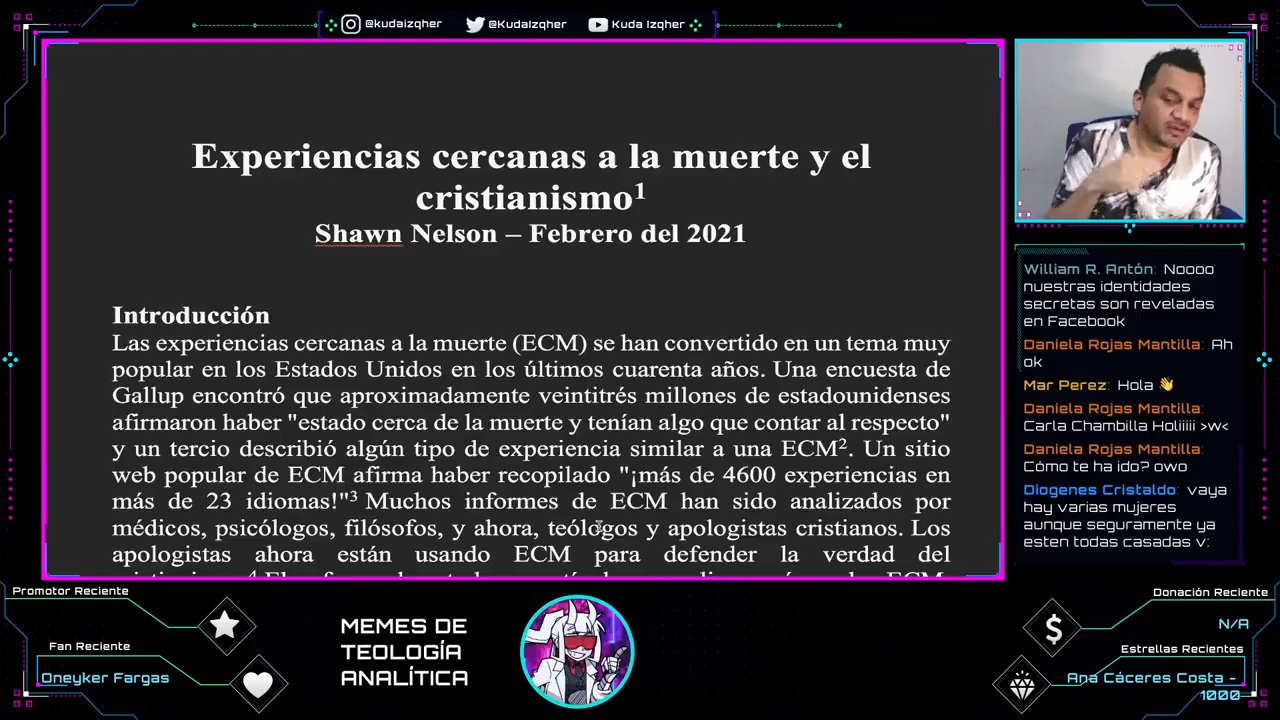 @kudaizqher @KudaIzqher Kuda Izqher
Experiencias cercanas a la muerte y el
cristianismo¹
Shawn Nelson – Febrero del 2021
Introducción
Las experiencias cercanas a la muerte (ECM) se han convertido en un tema muy
popular en los Estados Unidos en los últimos cuarenta años. Una encuesta de
Gallup encontró que aproximadamente veintitrés millones de estadounidenses
afirmaron haber "estado cerca de la muerte y tenían algo que contar al respecto"
y un tercio describió algún tipo de experiencia similar a una ECM². Un sitio
web popular de ECM afirma haber recopilado "¡más de 4600 experiencias en
más de 23 idiomas!"³ Muchos informes de ECM han sido analizados por
médicos, psicólogos, filósofos, y ahora, teólogos y apologistas cristianos. Los
apologistas ahora están usando ECM para defender la verdad del
William R. Antón: Noooo
nuestras identidades
secretas son reveladas
en Facebook
Daniela Rojas Mantilla: Ah
ok
Mar Perez: Hola 👋
Daniela Rojas Mantilla:
Carla Chambilla Holiiiii >w<
Daniela Rojas Mantilla:
Cómo te ha ido? owo
Diogenes Cristaldo: vaya
hay varias mujeres
aunque seguramente ya
esten todas casadas v:
Promotor Reciente
Fan Reciente
Oneyker Fargas
MEMES DE
TEOLOGÍA
ANALÍTICA
Donación Reciente
N/A
Estrellas Recientes
Ana Cáceres Costa -
1000